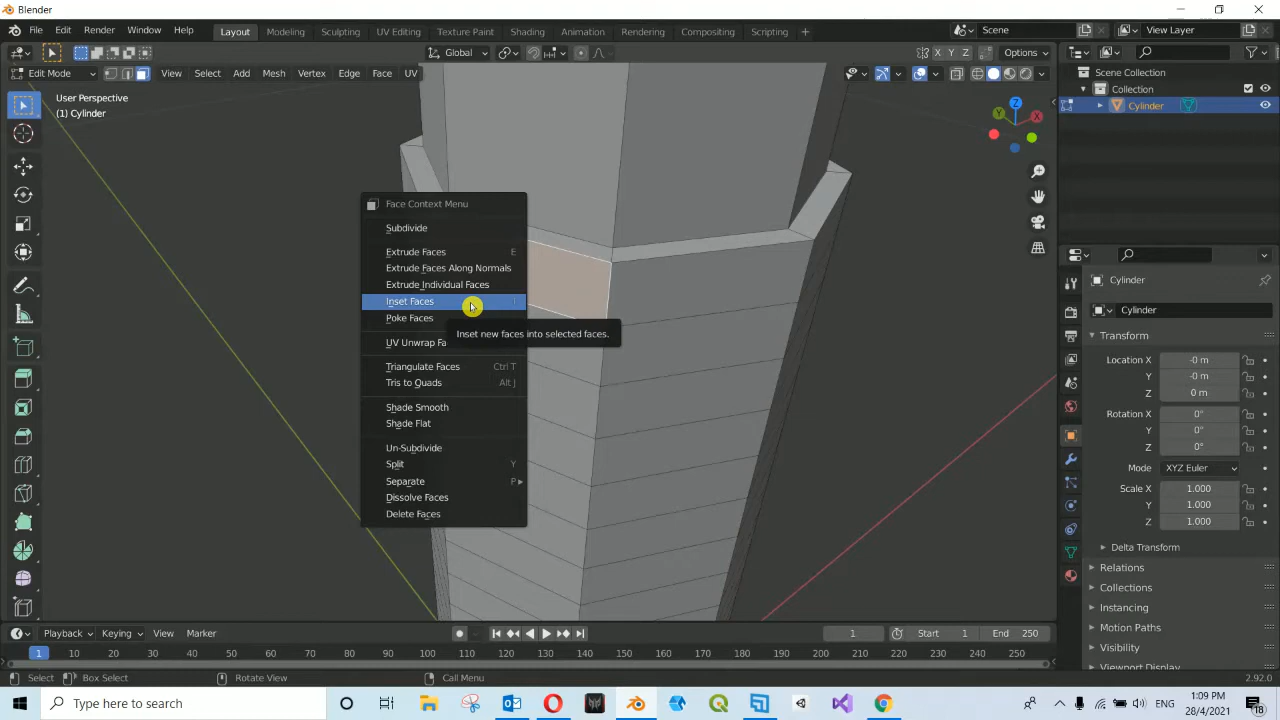 Blender
File Edit Render Window Help
Layout Modeling Sculpting UV Editing Texture Paint Shading Animation Rendering Compositing Scripting
Scene
View Layer
Global
X Y Z
Options
Edit Mode View Select Add Mesh Vertex Edge Face UV
User Perspective
(1) Cylinder
Z
X
Y
Face Context Menu
Subdivide
Extrude Faces E
Extrude Faces Along Normals
Extrude Individual Faces
Inset Faces I
Poke Faces
Inset new faces into selected faces.
UV Unwrap Fa
Triangulate Faces Ctrl T
Tris to Quads Alt J
Shade Smooth
Shade Flat
Un-Subdivide
Split Y
Separate P
Dissolve Faces
Delete Faces
Scene Collection
Collection
Cylinder
Cylinder
Cylinder
Transform
Location X -0 m
Y -0 m
Z 0 m
Rotation X 0°
Y 0°
Z 0°
Mode XYZ Euler
Scale X 1.000
Y 1.000
Z 1.000
Delta Transform
Relations
Collections
Instancing
Motion Paths
Visibility
Viewport Display
Playback Keying View Marker
1 Start 1 End 250
1 10 20 30 40 50 60 70 80 90 100 110 120 130 140 150 160 170 180 190 200 210 220 230 240 250
Select Box Select Rotate View Call Menu 2.92.0
Type here to search
ENG
1:09 PM
28/4/2021
18